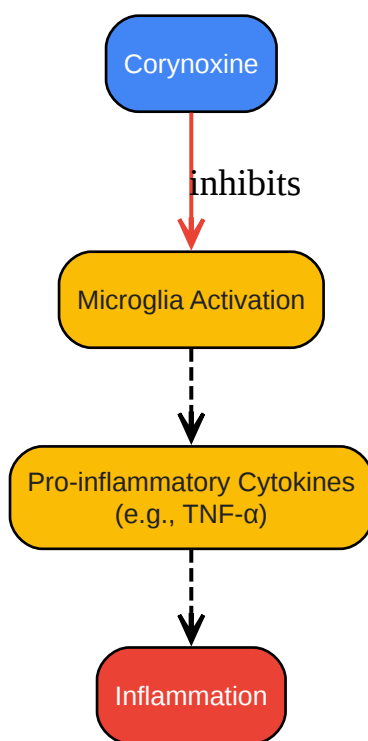 Corynoxine
inhibits
Microglia Activation
Pro-inflammatory Cytokines
(e.g., TNF-α)
Inflammation